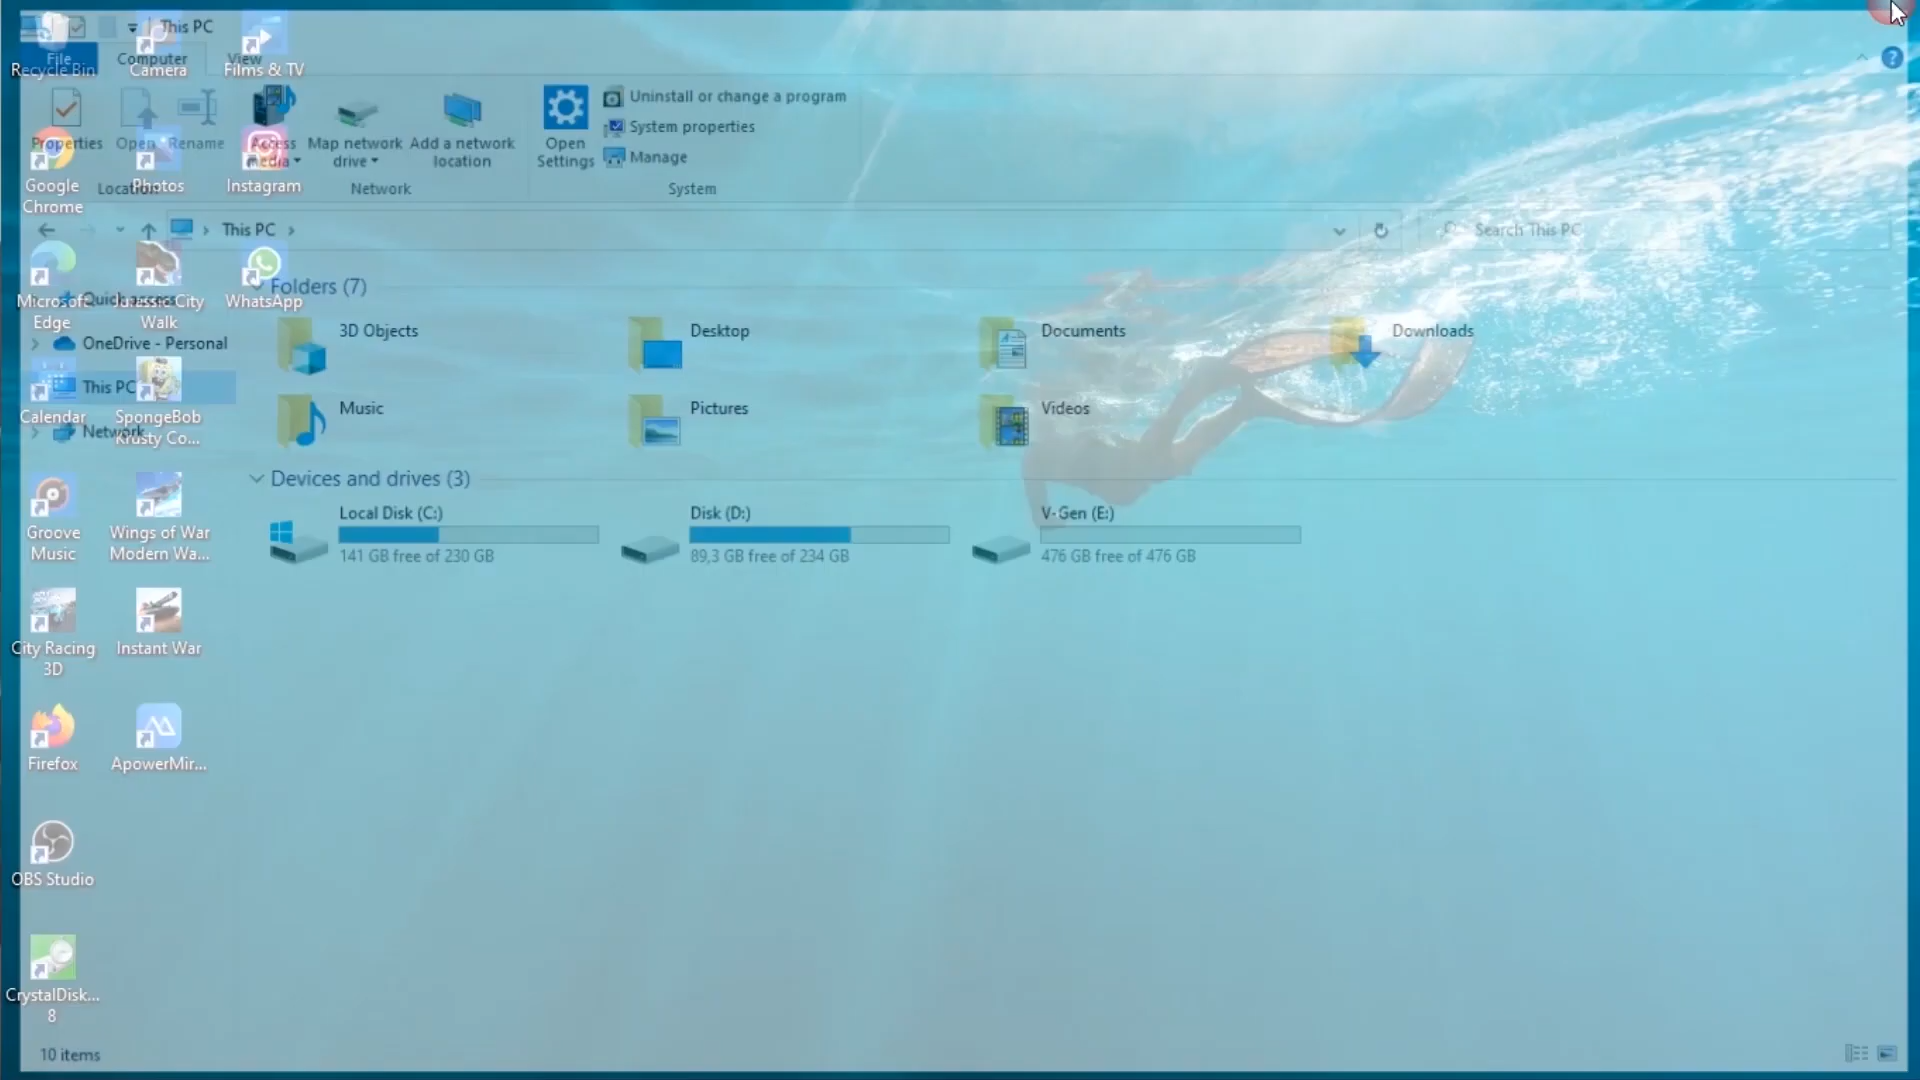 This PC
File
Computer
View
Recycle Bin
Camera
Films & TV
Properties
Open
Rename
Access
media
Map network
drive
Add a network
location
Open
Settings
Uninstall or change a program
System properties
Manage
Location
Network
System
Google
Chrome
Photos
Instagram
This PC
Search This PC
Microsoft
Edge
Jurassic City
Walk
WhatsApp
Quick access
OneDrive - Personal
This PC
Network
Calendar
SpongeBob
Krusty Co...
Folders (7)
3D Objects
Desktop
Documents
Downloads
Music
Pictures
Videos
Devices and drives (3)
Local Disk (C:)
141 GB free of 230 GB
Disk (D:)
89,3 GB free of 234 GB
V-Gen (E:)
476 GB free of 476 GB
Groove
Music
Wings of War
Modern Wa...
City Racing
3D
Instant War
Firefox
ApowerMir...
OBS Studio
CrystalDisk...
8
10 items